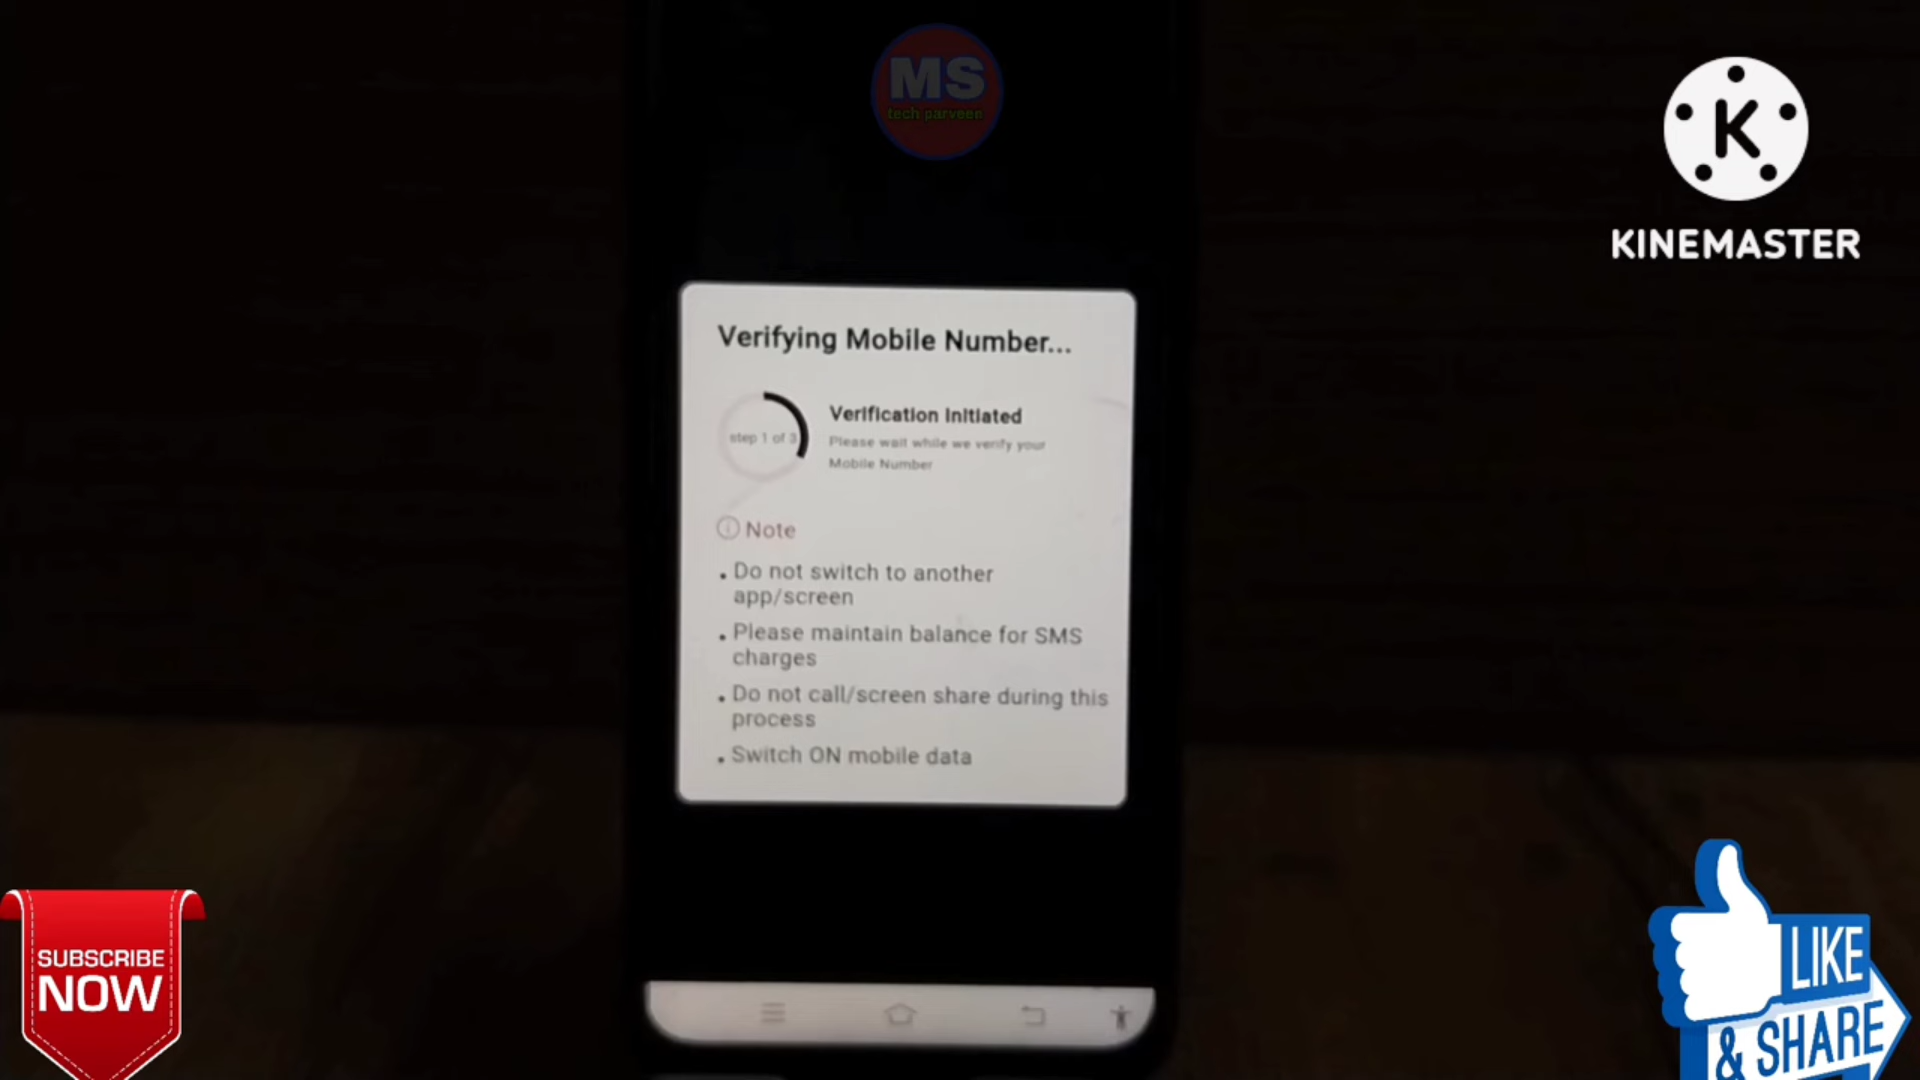 MS
tech parveen
K
KINEMASTER
Verifying Mobile Number...
step 1 of 3
Verification Initiated
Please wait while we verify your
Mobile Number
Note
• Do not switch to another
app/screen
• Please maintain balance for SMS
charges
• Do not call/screen share during this
process
• Switch ON mobile data
SUBSCRIBE
NOW
LIKE
& SHARE